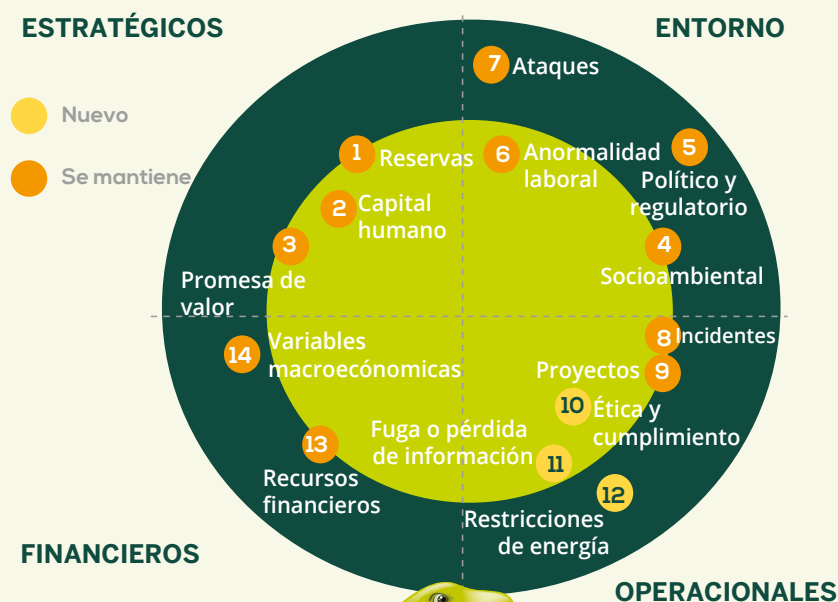 ESTRATÉGICOS
ENTORNO
Nuevo
Se mantiene
7 Ataques
1 Reservas
6 Anormalidad
laboral
5
Político y
regulatorio
2 Capital
humano
3
Promesa de
valor
4
Socioambiental
14 Variables
macroecónomicas
8 Incidentes
Proyectos 9
10 Ética y
cumplimiento
Fuga o pérdida
de información 11
13
Recursos
financieros
12
Restricciones
de energía
FINANCIEROS
OPERACIONALES